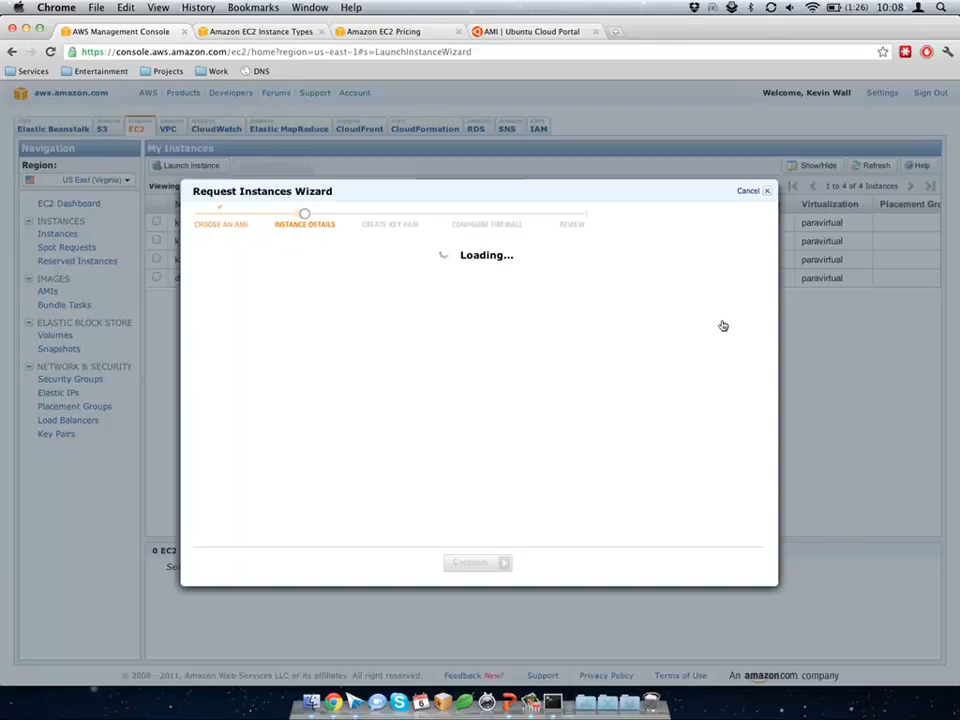 Chrome File Edit View History Bookmarks Window Help (1:26) 10:08
AWS Management Console Amazon EC2 Instance Types Amazon EC2 Pricing AMI | Ubuntu Cloud Portal
https://console.aws.amazon.com/ec2/home?region=us-east-1#s=LaunchInstanceWizard
Services Entertainment Projects Work DNS
aws.amazon.com AWS Products Developers Forums Support Account Welcome, Kevin Wall Settings Sign Out
Elastic Beanstalk S3 EC2 VPC CloudWatch Elastic MapReduce CloudFront CloudFormation RDS SNS IAM
Navigation
Region:
US East (Virginia)
EC2 Dashboard
INSTANCES
Instances
Spot Requests
Reserved Instances
IMAGES
AMIs
Bundle Tasks
ELASTIC BLOCK STORE
Volumes
Snapshots
NETWORK & SECURITY
Security Groups
Elastic IPs
Placement Groups
Load Balancers
Key Pairs
My Instances
Launch Instance Show/Hide Refresh Help
Viewing 1 to 4 of 4 Instances
Virtualization Placement Gro
paravirtual
paravirtual
paravirtual
paravirtual
Request Instances Wizard Cancel
CHOOSE AN AMI INSTANCE DETAILS CREATE KEY PAIR CONFIGURE FIREWALL REVIEW
Loading...
Continue
0 EC2
Sel
© 2008 - 2011, Amazon Web Services LLC or its affiliates. All right reserved. Feedback New! Support Privacy Policy Terms of Use An amazon.com company